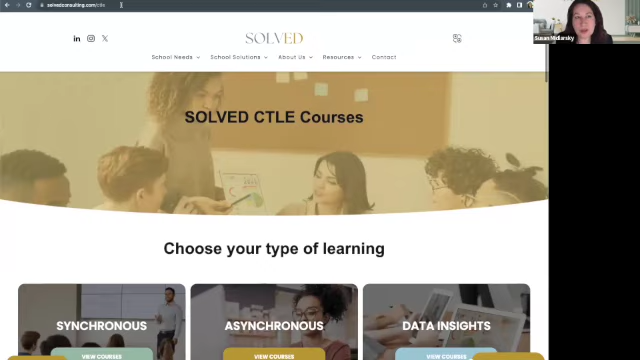 solvedconsulting.com/ctle
SOLVED
School Needs
School Solutions
About Us
Resources
Contact
Susan Midlarsky
SOLVED CTLE Courses
Choose your type of learning
SYNCHRONOUS
ASYNCHRONOUS
DATA INSIGHTS
VIEW COURSES
VIEW COURSES
VIEW COURSES